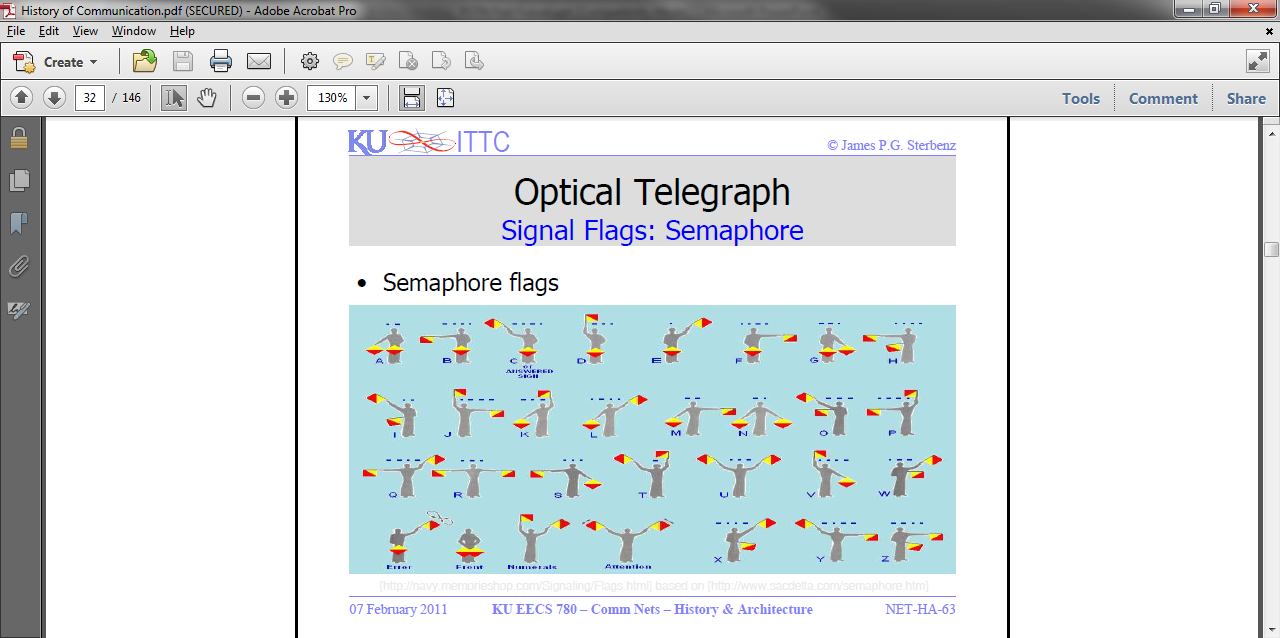 History of Communication.pdf (SECURED) - Adobe Acrobat Pro
File Edit View Window Help
Create
32 / 146 130% Tools Comment Share
KU ITTC © James P.G. Sterbenz
Optical Telegraph
Signal Flags: Semaphore
• Semaphore flags
A B C D E F G H
OR
ANSWERED
SIGN
I J K L M N O P
Q R S T U V W
Error Front Numerals Attention X Y Z
[http://navy.memorieshop.com/Signaling/Flags.html] based on [http://www.sacdelta.com/semaphore.htm]
07 February 2011 KU EECS 780 – Comm Nets – History & Architecture NET-HA-63